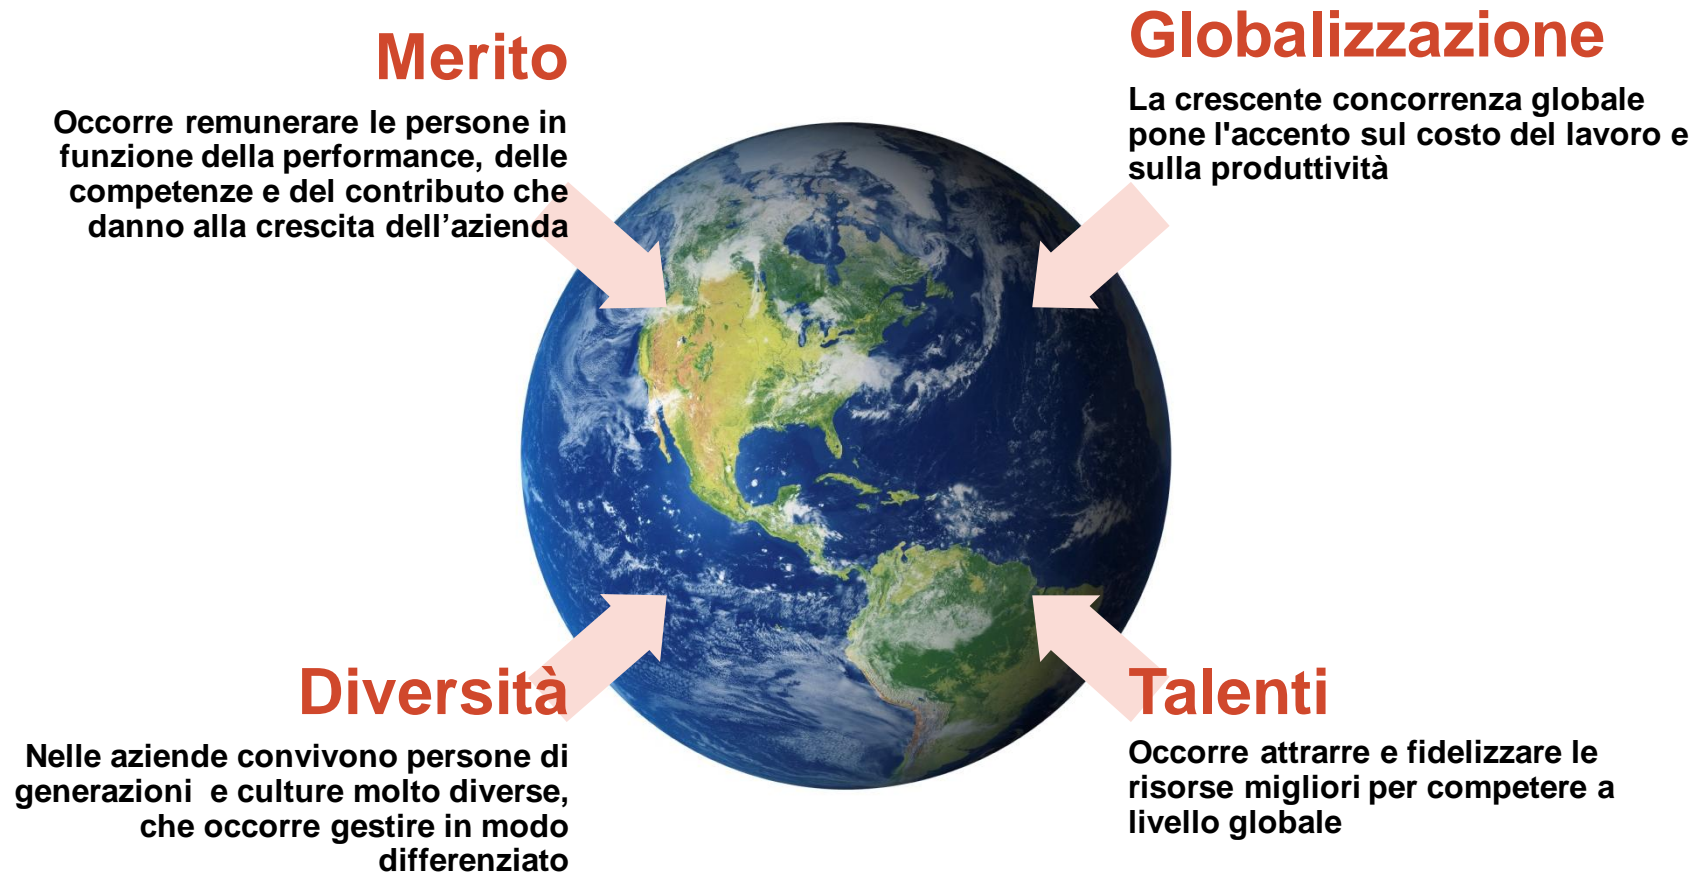 Merito
Occorre remunerare le persone in
funzione della performance, delle
competenze e del contributo che
danno alla crescita dell’azienda
Globalizzazione
La crescente concorrenza globale
pone l'accento sul costo del lavoro e
sulla produttività
Diversità
Nelle aziende convivono persone di
generazioni  e culture molto diverse,
che occorre gestire in modo
differenziato
Talenti
Occorre attrarre e fidelizzare le
risorse migliori per competere a
livello globale